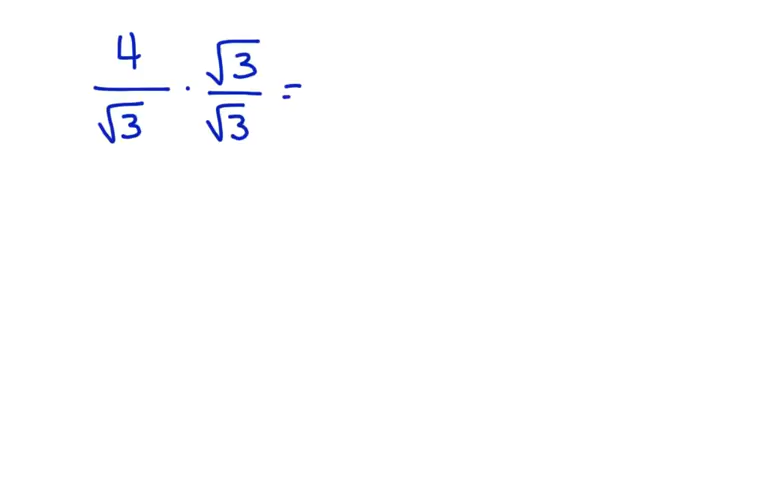 4/√3 · √3/√3 =